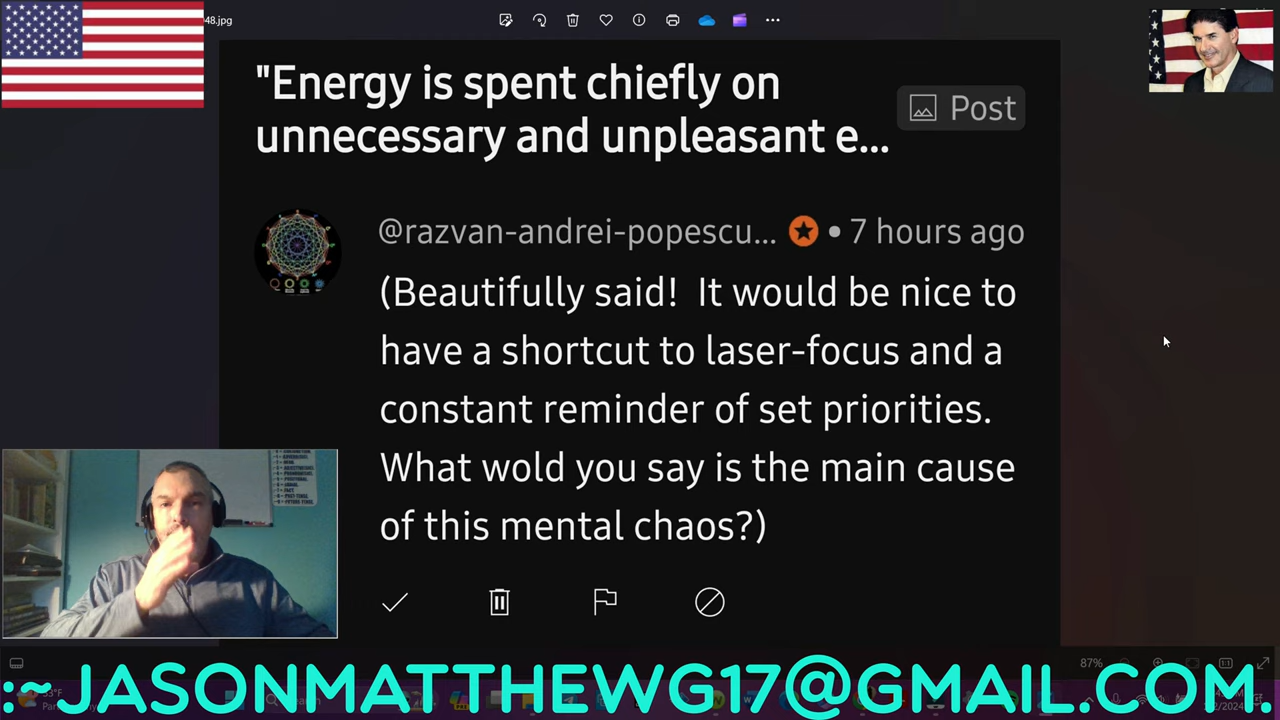 48.jpg
"Energy is spent chiefly on
unnecessary and unpleasant e...
Post
@razvan-andrei-popescu... • 7 hours ago
(Beautifully said! It would be nice to
have a shortcut to laser-focus and a
constant reminder of set priorities.
What wold you say is the main cause
of this mental chaos?)
87%
:~ JASONMATTHEWG17@GMAIL.COM.